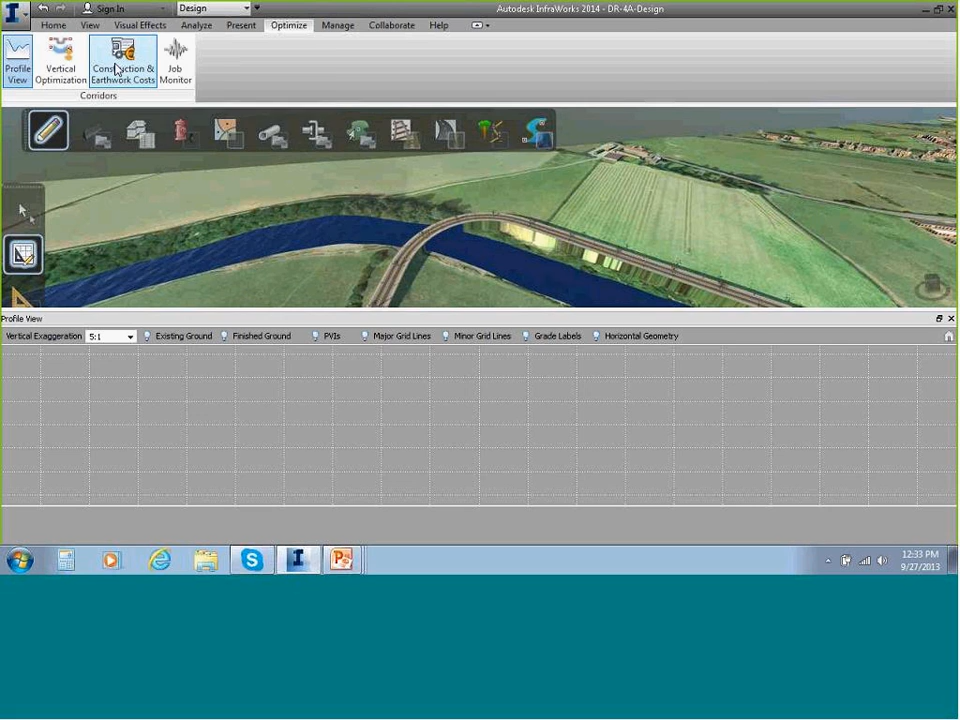 Sign In
Design
Autodesk InfraWorks 2014 - DR-4A-Design
Home View Visual Effects Analyze Present Optimize Manage Collaborate Help
Profile View
Vertical Optimization
Construction & Earthwork Costs
Job Monitor
Corridors
Profile View
Vertical Exaggeration 5:1 Existing Ground Finished Ground PVIs Major Grid Lines Minor Grid Lines Grade Labels Horizontal Geometry
12:33 PM
9/27/2013